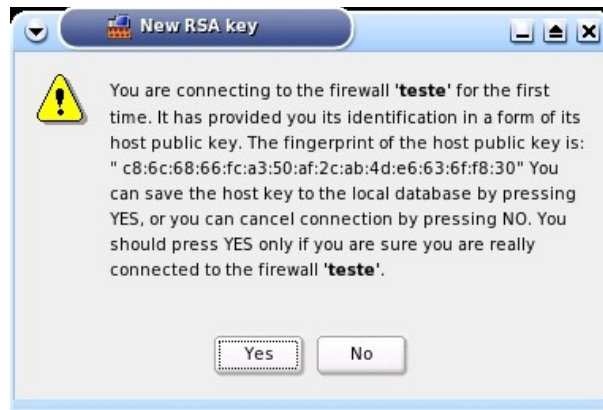 New RSA key
You are connecting to the firewall 'teste' for the first
time. It has provided you its identification in a form of its
host public key. The fingerprint of the host public key is:
" c8:6c:68:66:fc:a3:50:af:2c:ab:4d:e6:63:6f:f8:30" You
can save the host key to the local database by pressing
YES, or you can cancel connection by pressing NO. You
should press YES only if you are sure you are really
connected to the firewall 'teste'.
Yes No